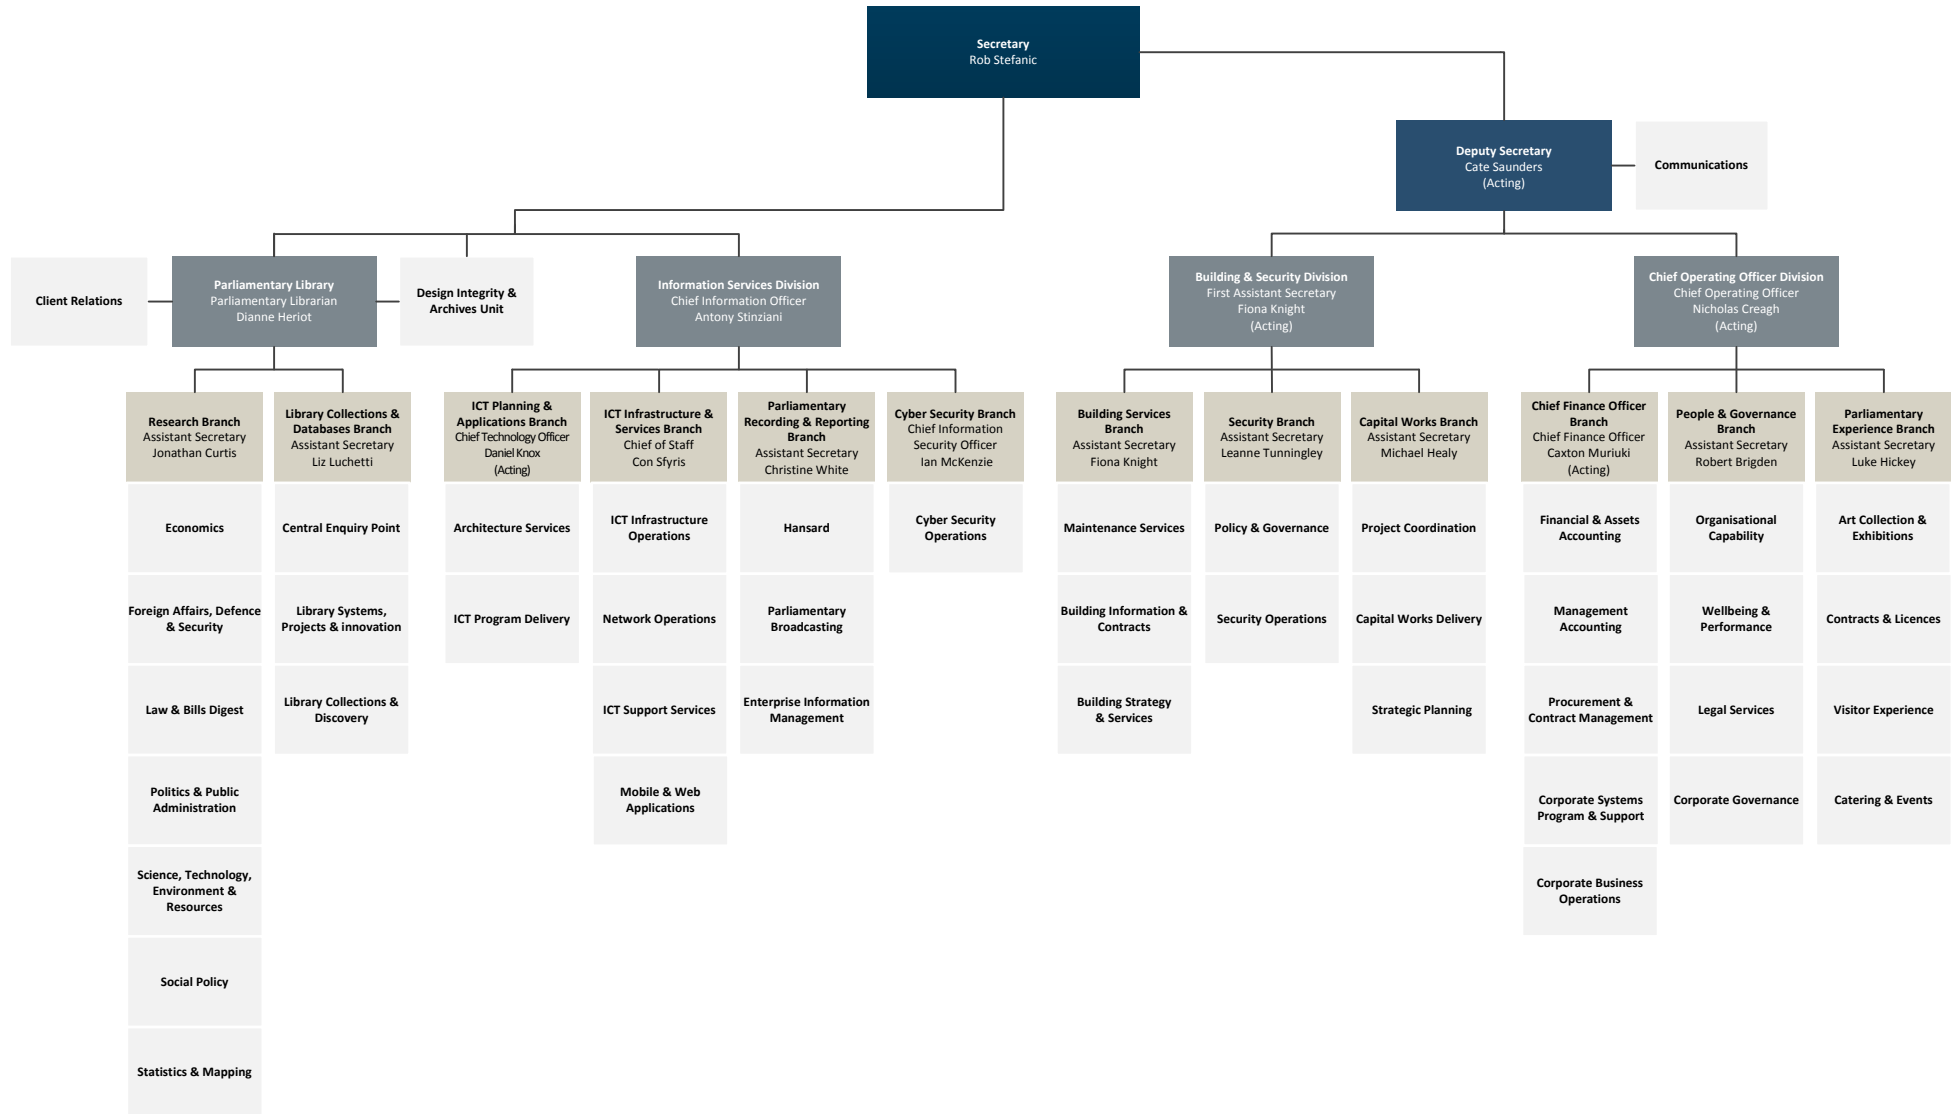 Secretary
Rob Stefanic
Deputy Secretary
Cate Saunders
(Acting)
Communications
Client Relations
Parliamentary Library
Parliamentary Librarian
Dianne Heriot
Design Integrity &
Archives Unit
Information Services Division
Chief Information Officer
Antony Stinziani
Building & Security Division
First Assistant Secretary
Fiona Knight
(Acting)
Chief Operating Officer Division
Chief Operating Officer
Nicholas Creagh
(Acting)
Research Branch
Assistant Secretary
Jonathan Curtis
Economics
Foreign Affairs, Defence
& Security
Law & Bills Digest
Politics & Public
Administration
Science, Technology,
Environment &
Resources
Social Policy
Statistics & Mapping
Library Collections &
Databases Branch
Assistant Secretary
Liz Luchetti
Central Enquiry Point
Library Systems,
Projects & innovation
Library Collections &
Discovery
ICT Planning &
Applications Branch
Chief Technology Officer
Daniel Knox
(Acting)
Architecture Services
ICT Program Delivery
ICT Infrastructure &
Services Branch
Chief of Staff
Con Sfyris
ICT Infrastructure
Operations
Network Operations
ICT Support Services
Mobile & Web
Applications
Parliamentary
Recording & Reporting
Branch
Assistant Secretary
Christine White
Hansard
Parliamentary
Broadcasting
Enterprise Information
Management
Cyber Security Branch
Chief Information
Security Officer
Ian McKenzie
Cyber Security
Operations
Building Services
Branch
Assistant Secretary
Fiona Knight
Maintenance Services
Building Information &
Contracts
Building Strategy
& Services
Security Branch
Assistant Secretary
Leanne Tunningley
Policy & Governance
Security Operations
Capital Works Branch
Assistant Secretary
Michael Healy
Project Coordination
Capital Works Delivery
Strategic Planning
Chief Finance Officer
Branch
Chief Finance Officer
Caxton Muriuki
(Acting)
Financial & Assets
Accounting
Management
Accounting
Procurement &
Contract Management
Corporate Systems
Program & Support
Corporate Business
Operations
People & Governance
Branch
Assistant Secretary
Robert Brigden
Organisational
Capability
Wellbeing &
Performance
Legal Services
Corporate Governance
Parliamentary
Experience Branch
Assistant Secretary
Luke Hickey
Art Collection &
Exhibitions
Contracts & Licences
Visitor Experience
Catering & Events